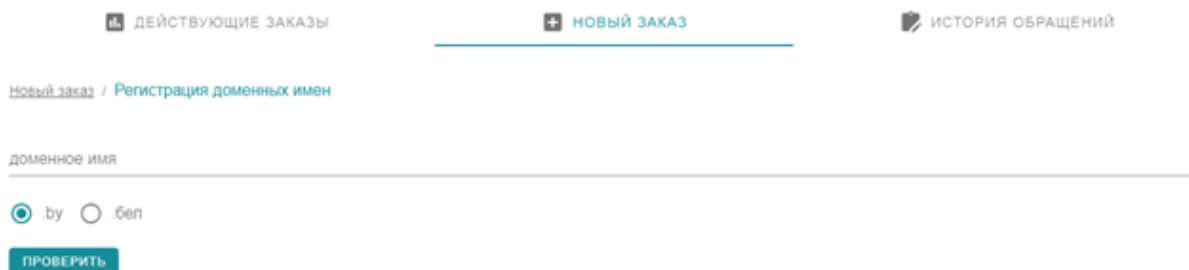 ДЕЙСТВУЮЩИЕ ЗАКАЗЫ НОВЫЙ ЗАКАЗ ИСТОРИЯ ОБРАЩЕНИЙ
Новый заказ / Регистрация доменных имен
доменное имя
.by .бел
ПРОВЕРИТЬ